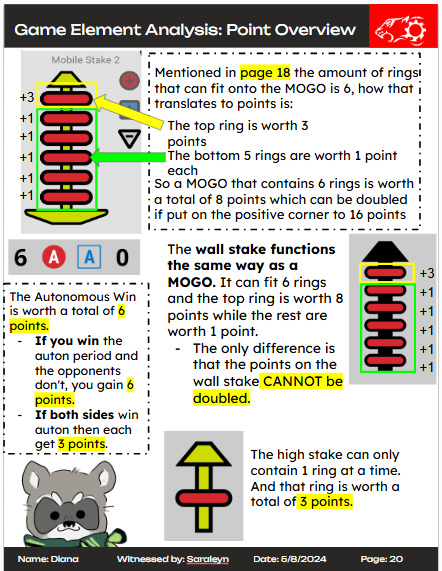 Game Element Analysis: Point Overview
Mobile Stake 2
+3
+1
+1
+1
+1
+1
Mentioned in page 18 the amount of rings
that can fit onto the MOGO is 6, how that
translates to points is:
The top ring is worth 3
points
The bottom 5 rings are worth 1 point
each
So a MOGO that contains 6 rings is worth
a total of 8 points which can be doubled
if put on the positive corner to 16 points
6 A A 0
The wall stake functions
the same way as a
MOGO. It can fit 6 rings
and the top ring is worth 8
points while the rest are
worth 1 point.
- The only difference is
that the points on the
wall stake CANNOT be
doubled.
+3
+1
+1
+1
+1
+1
The Autonomous Win
is worth a total of 6
points.
- If you win the
auton period and
the opponents
don't, you gain 6
points.
- If both sides win
auton then each
get 3 points.
The high stake can only
contain 1 ring at a time.
And that ring is worth a
total of 3 points.
Name: Diana Witnessed by: Saraleyn Date: 5/8/2024 Page: 20